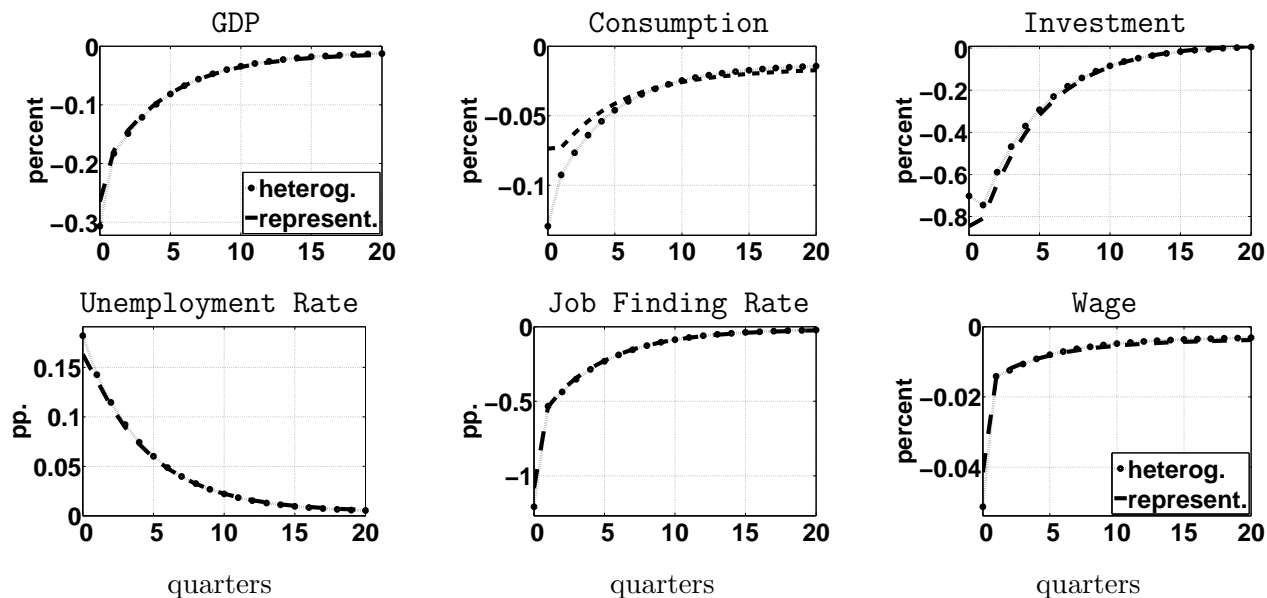 GDP
Consumption
Investment
percent
0
−0.1
−0.2
−0.3
0 5 10 15 20
heterog.
represent.
0
−0.05
−0.1
0 5 10 15 20
percent
0
−0.2
−0.4
−0.6
−0.8
0 5 10 15 20
Unemployment Rate
Job Finding Rate
Wage
pp.
0.15
0.1
0.05
0
0 5 10 15 20
pp.
0
−0.5
−1
0 5 10 15 20
percent
0
−0.02
−0.04
0 5 10 15 20
heterog.
represent.
quarters
quarters
quarters